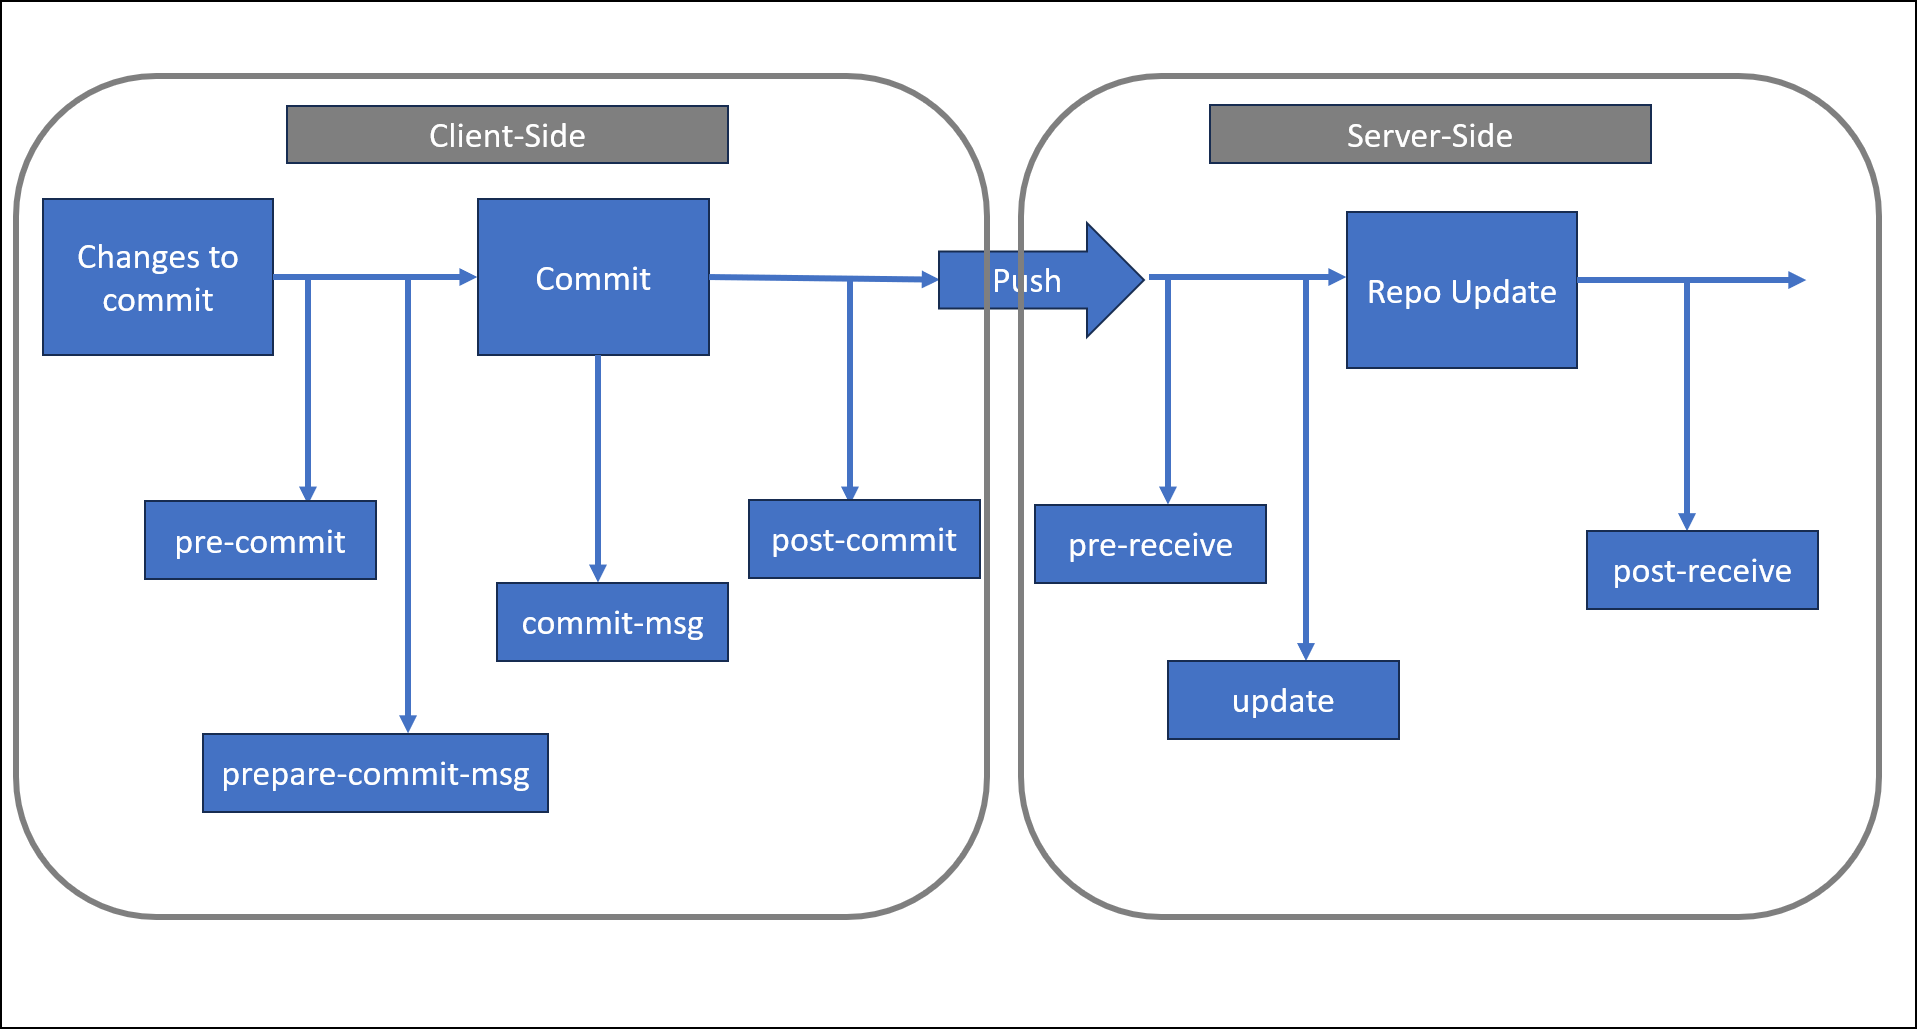 Client-Side
Server-Side
Changes to
commit
Commit
Push
Repo Update
pre-commit
post-commit
pre-receive
post-receive
commit-msg
update
prepare-commit-msg